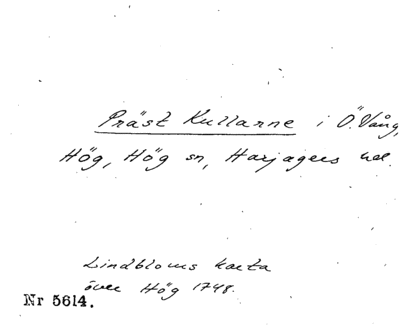 Präst Kullarne i Ö. Vång,
Hög, Hög sn, Harjagers hd.
Lindbloms karta
över Hög 1748.
Nr 5614.